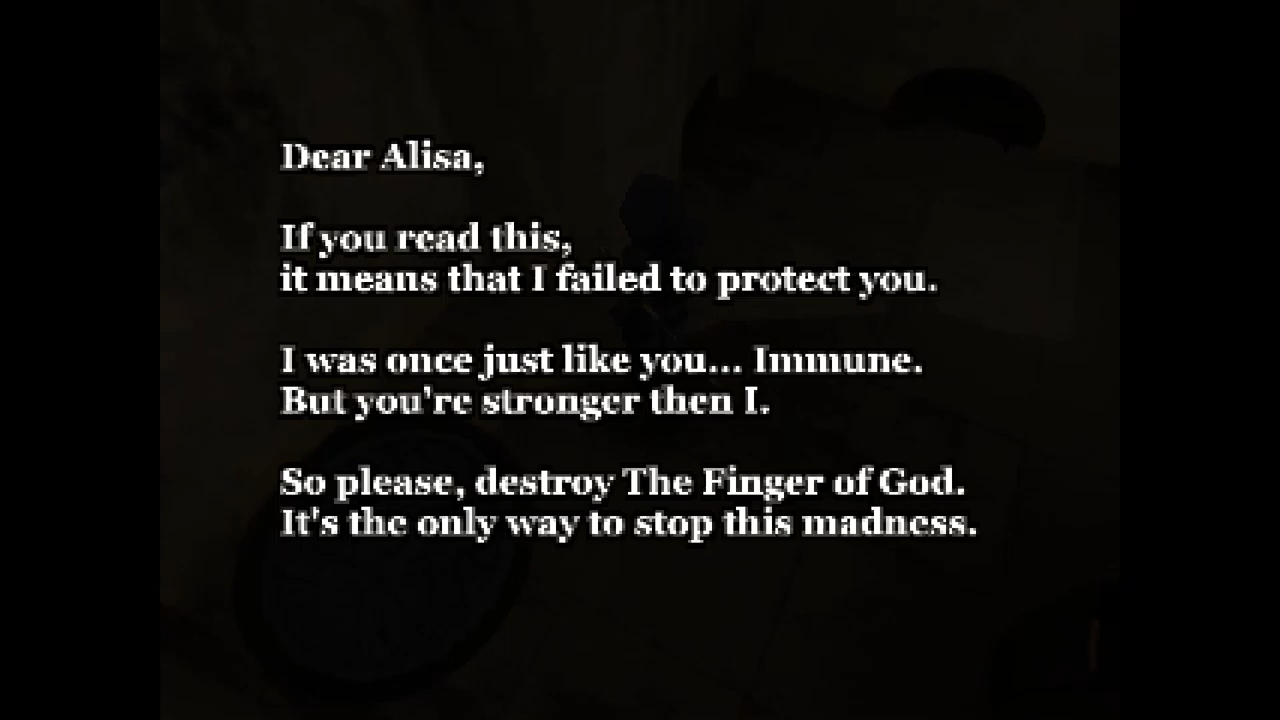 Dear Alisa,
If you read this,
it means that I failed to protect you.
I was once just like you... Immune.
But you're stronger then I.
So please, destroy The Finger of God.
It's the only way to stop this madness.